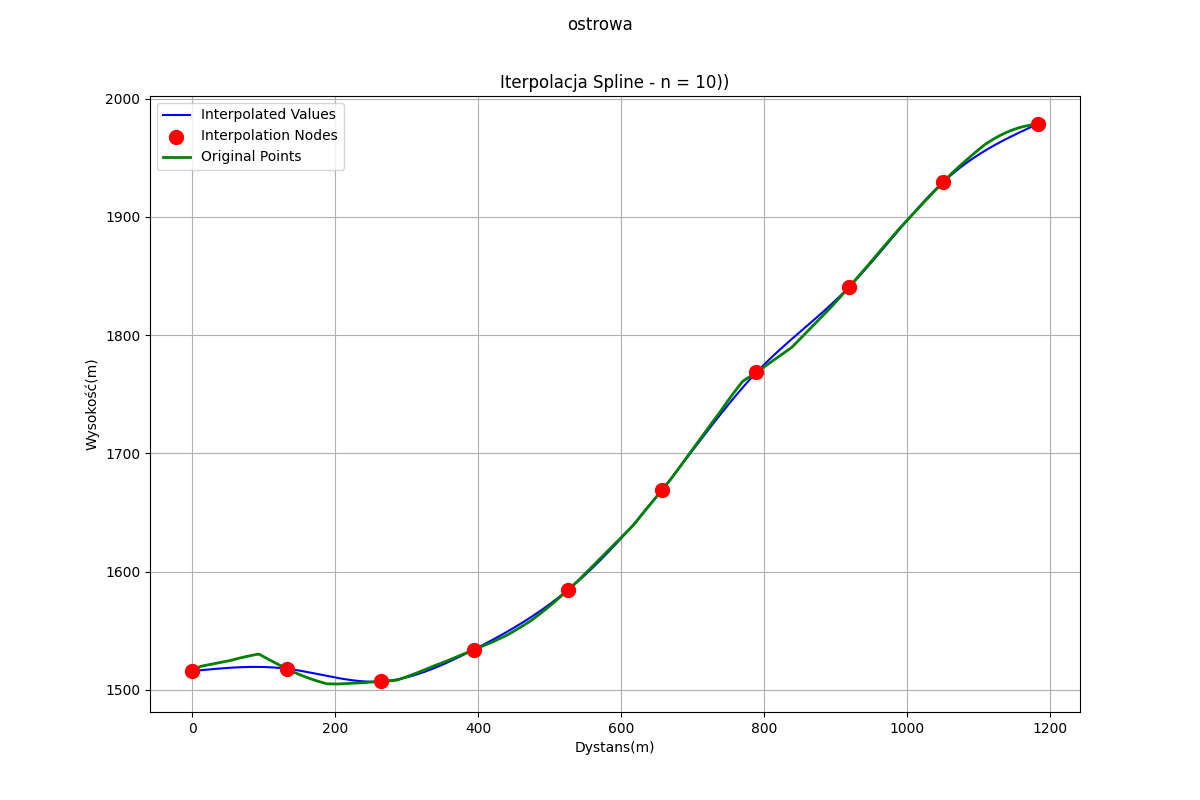 ostrowa
Iterpolacja Spline - n = 10))
Interpolated Values
Interpolation Nodes
Original Points
2000
1900
1800
1700
1600
1500
Wysokość(m)
0 200 400 600 800 1000 1200
Dystans(m)